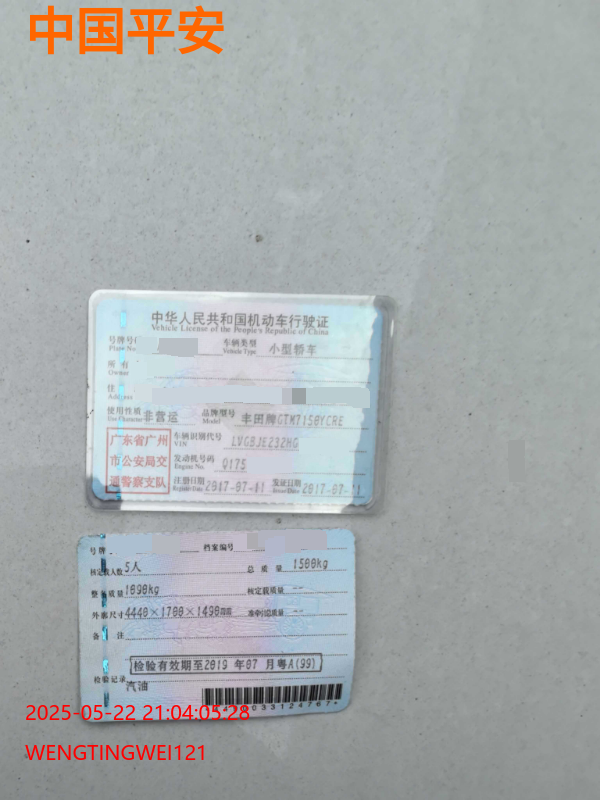 中国平安
中华人民共和国机动车行驶证
Vehicle License of the People's Republic of China
号牌号
Plate No
车辆类型
Vehicle Type
小型轿车
所有
Owner
住
Address
使用性质
Use Character
非营运
品牌型号
Model
丰田牌GTM7150YCRE
广东省广州
市公安局交
通警察支队
车辆识别代号
VIN
LVGBJE232HG
发动机号码
Engine No.
Q175
注册日期
Register Date
2017-07-11
发证日期
Issue Date
2017-07-11
号牌
档案编号
核定载人数
5人
总质量
1500kg
整备质量
1090kg
核定载质量
--
外廓尺寸
4440×1700×1490mm
准牵引总质量
--
备注
检验有效期至2019年07月粤A(99)
检验记录
汽油
2025-05-22 21:04:05:28
WENGTINGWEI121